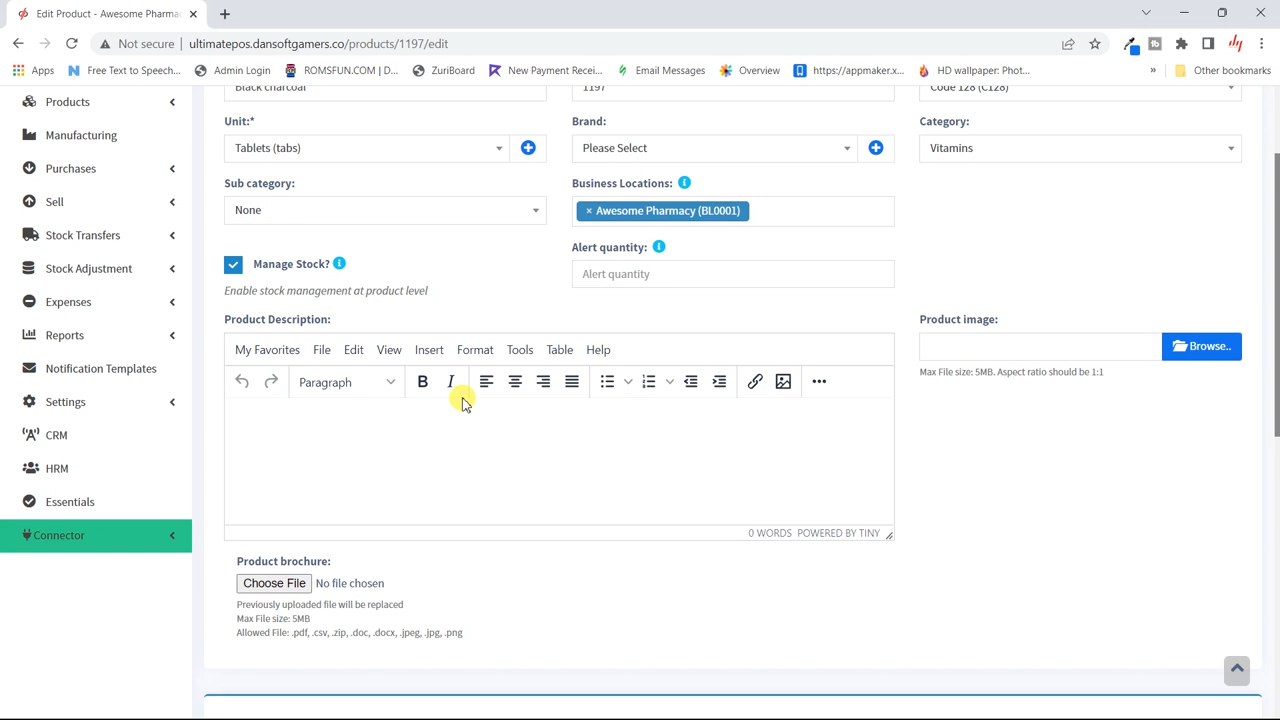 Edit Product - Awesome Pharma
Not secure | ultimatepos.dansoftgamers.co/products/1197/edit
Apps Free Text to Speech... Admin Login ROMSFUN.COM | D... ZuriBoard New Payment Recei... Email Messages Overview https://appmaker.x... HD wallpaper: Phot... » Other bookmarks
Products
Manufacturing
Purchases
Sell
Stock Transfers
Stock Adjustment
Expenses
Reports
Notification Templates
Settings
CRM
HRM
Essentials
Connector
Black charcoal 1197 Code 128 (C128)
Unit:* Brand: Category:
Tablets (tabs) Please Select Vitamins
Sub category: Business Locations:
None × Awesome Pharmacy (BL0001)
Manage Stock? Alert quantity:
Enable stock management at product level Alert quantity
Product Description: Product image:
My Favorites File Edit View Insert Format Tools Table Help
Browse..
Max File size: 5MB. Aspect ratio should be 1:1
Paragraph B I
0 WORDS POWERED BY TINY
Product brochure:
Choose File No file chosen
Previously uploaded file will be replaced
Max File size: 5MB
Allowed File: .pdf, .csv, .zip, .doc, .docx, .jpeg, .jpg, .png